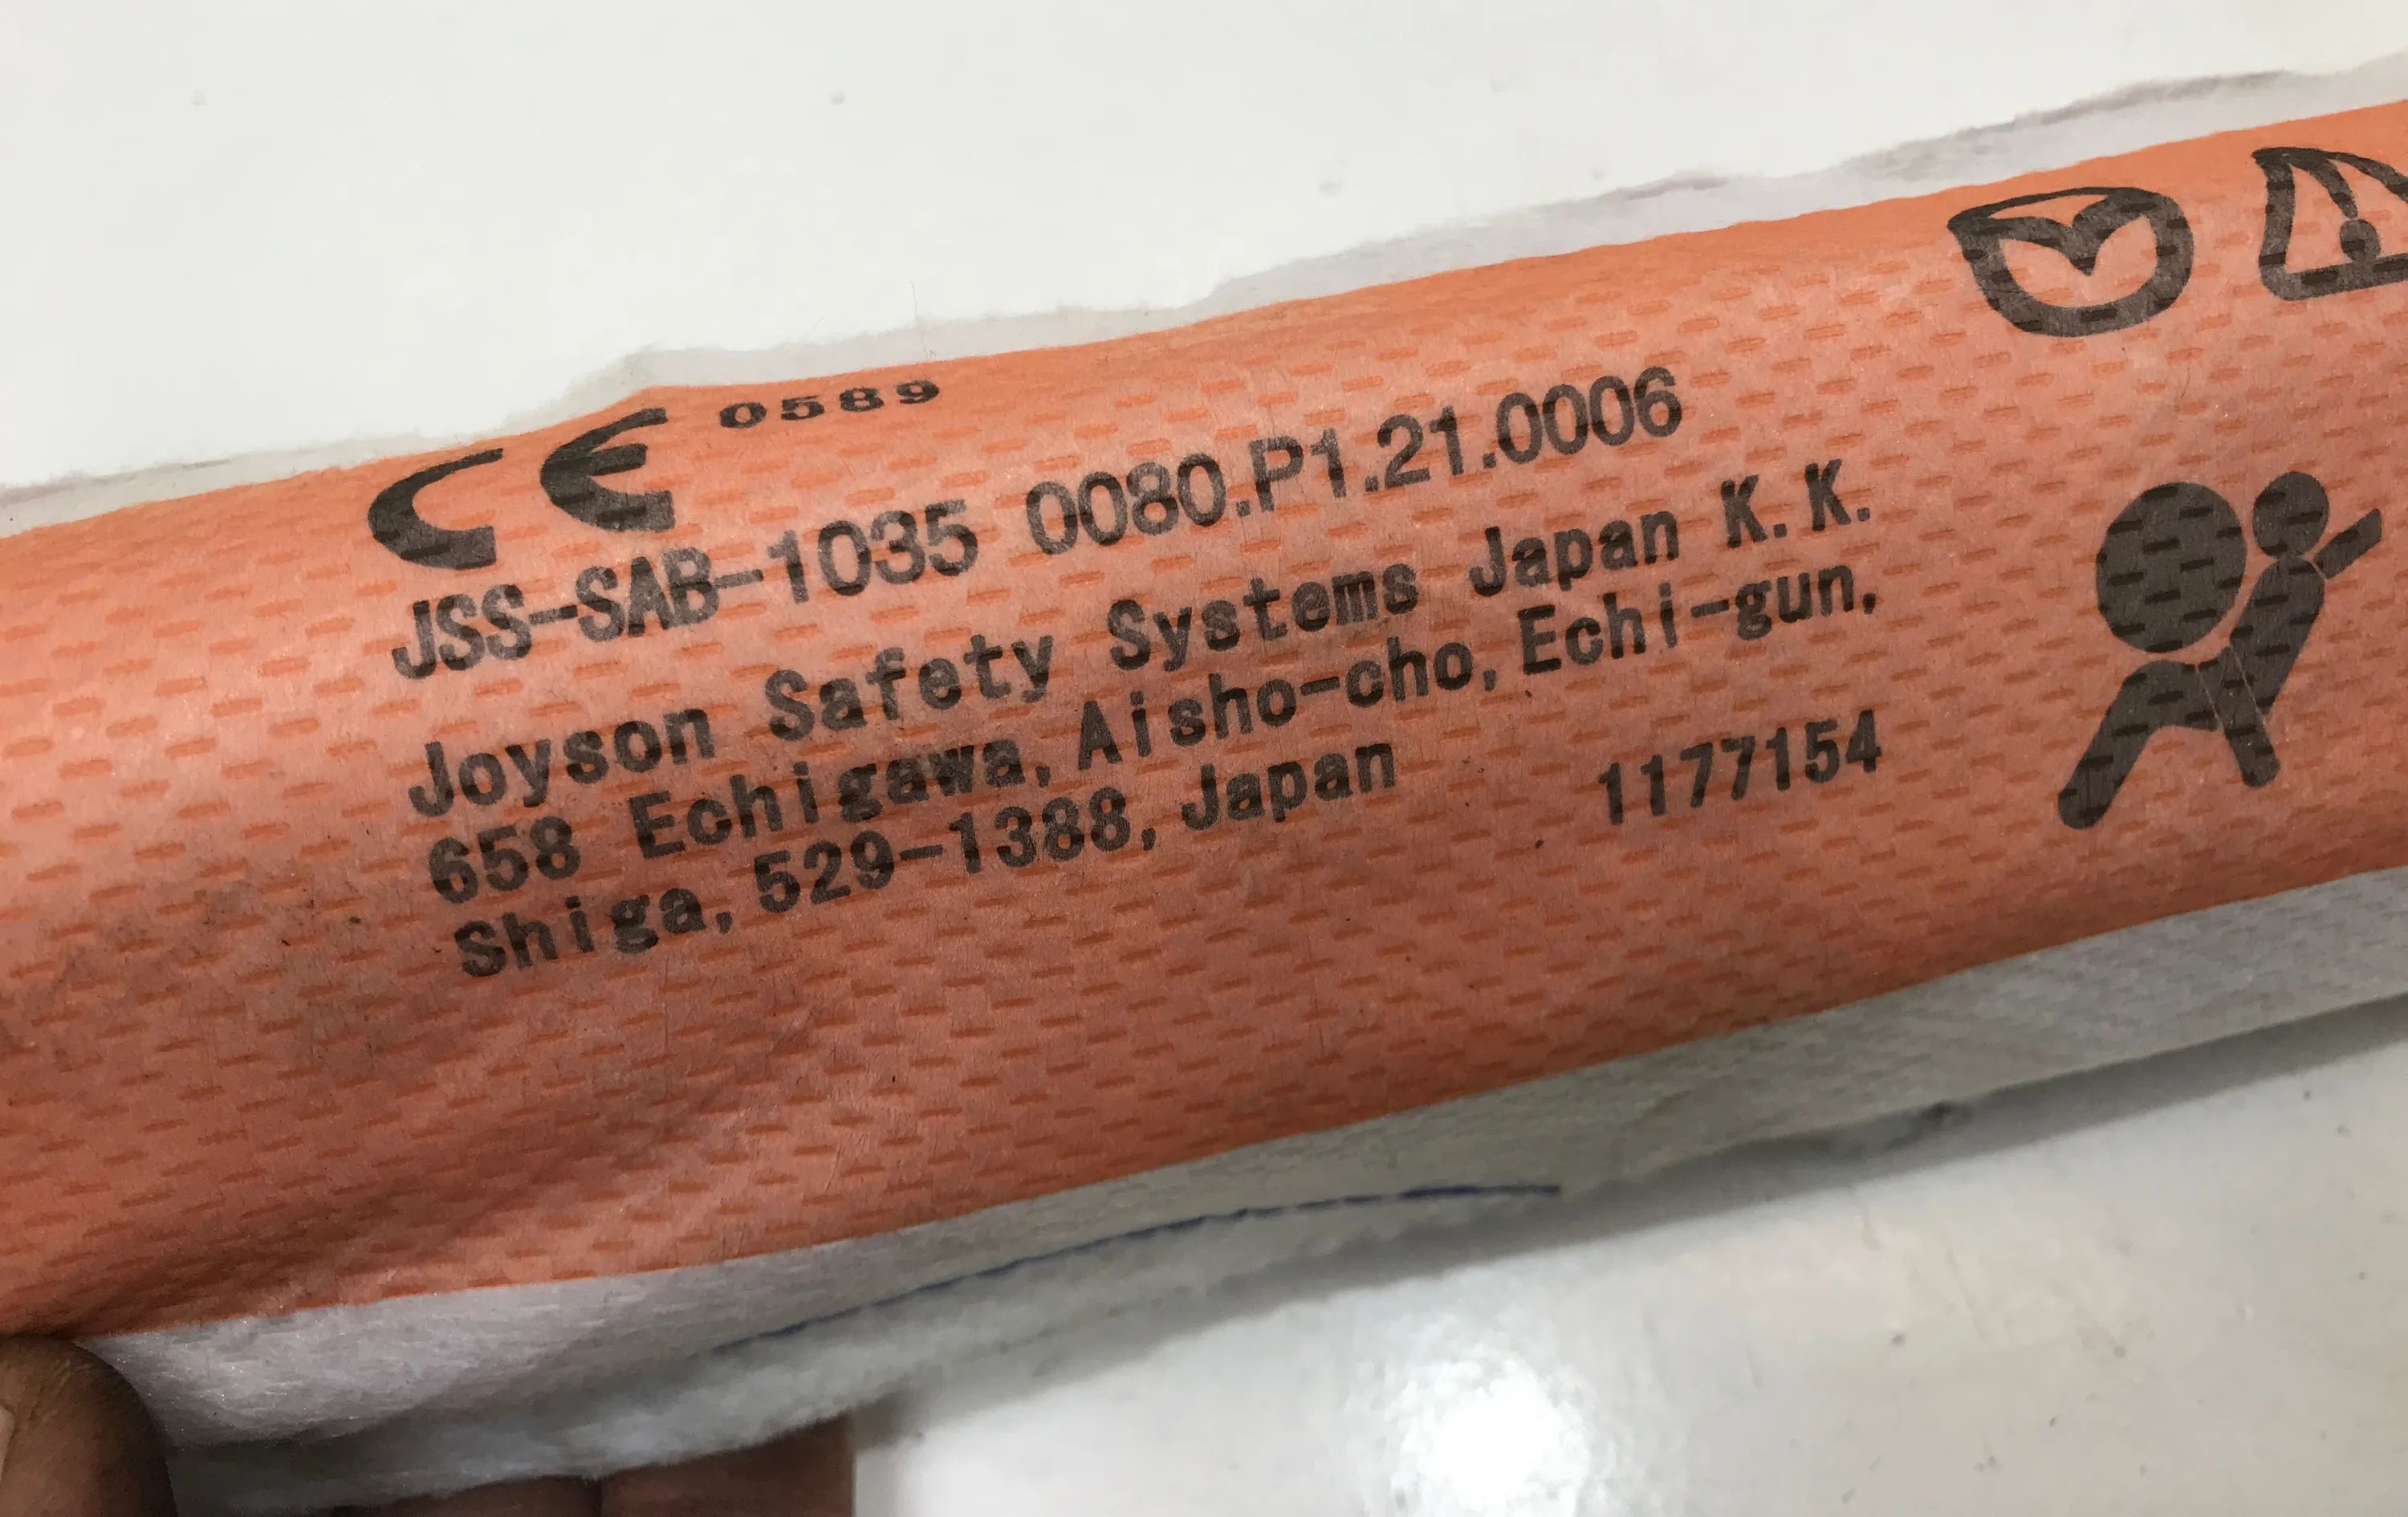 CE 0589
JSS-SAB-1035 0080.P1.21.0006
Joyson Safety Systems Japan K.K.
658 Echigawa, Aisho-cho, Echi-gun,
Shiga, 529-1388, Japan 1177154